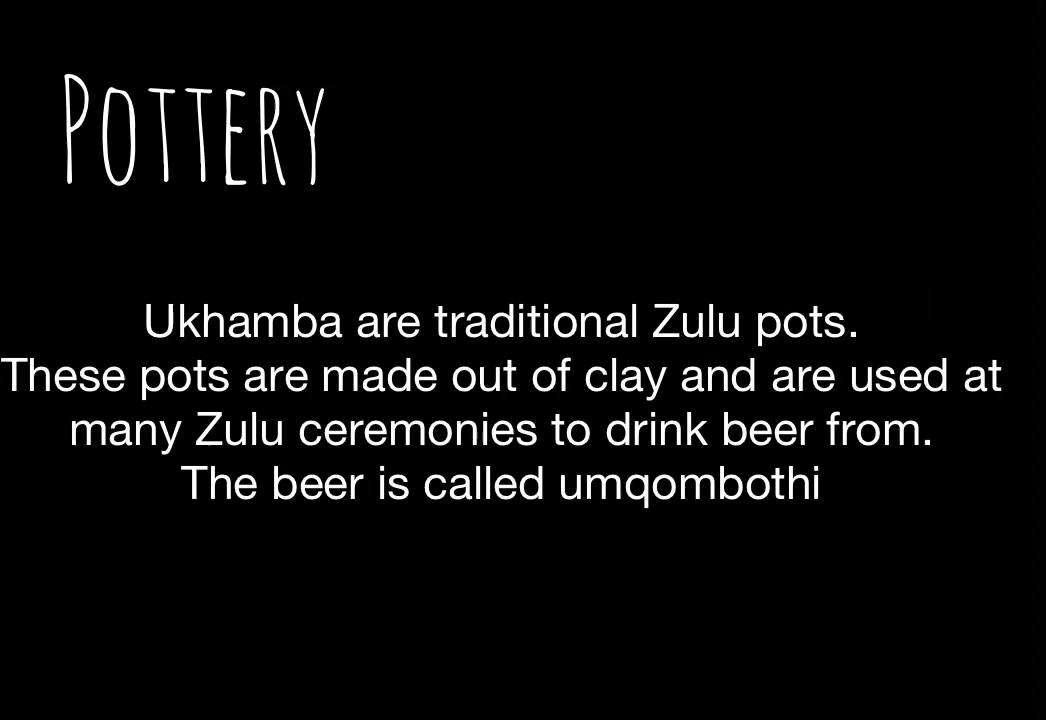 Pottery
Ukhamba are traditional Zulu pots.
These pots are made out of clay and are used at
many Zulu ceremonies to drink beer from.
The beer is called umqombothi